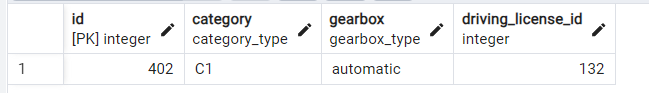 id category gearbox driving_license_id
[PK] integer category_type gearbox_type integer
1 402 C1 automatic 132